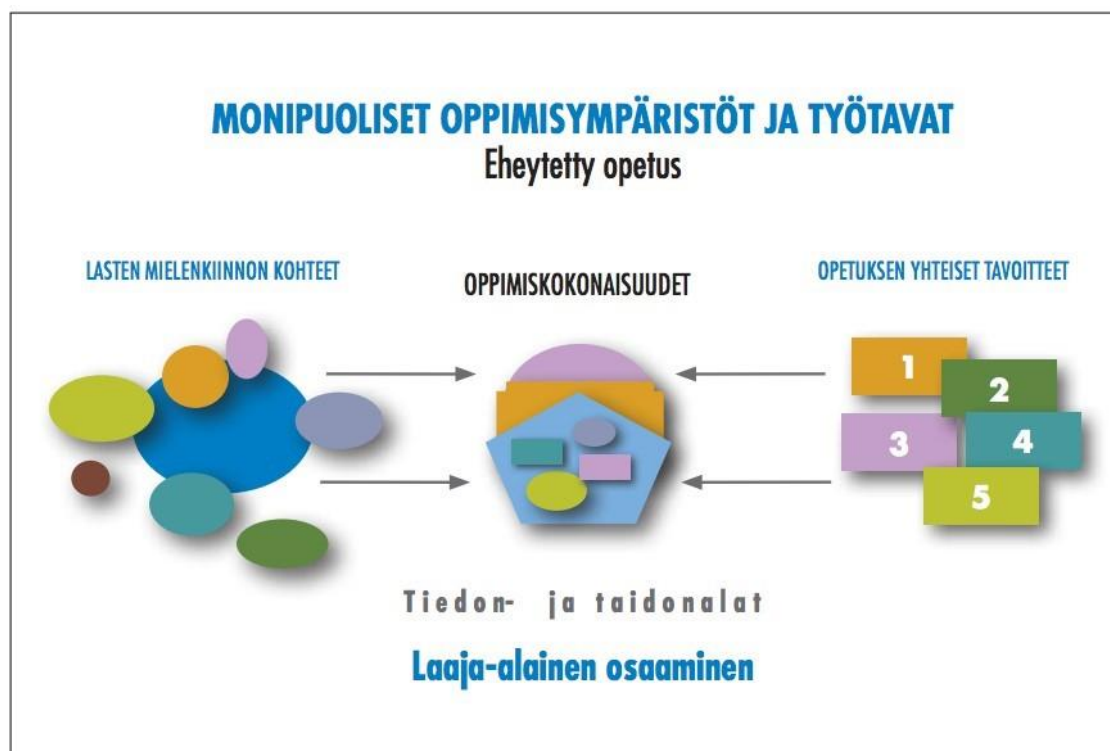 MONIPUOLISET OPPIMISYMPÄRISTÖT JA TYÖTAVAT
Eheytetty opetus
LASTEN MIELENKIINNON KOHTEET
OPPIMISKOKONAISUUDET
OPETUKSEN YHTEISET TAVOITTEET
1
2
3
4
5
Tiedon- ja taidonalat
Laaja-alainen osaaminen